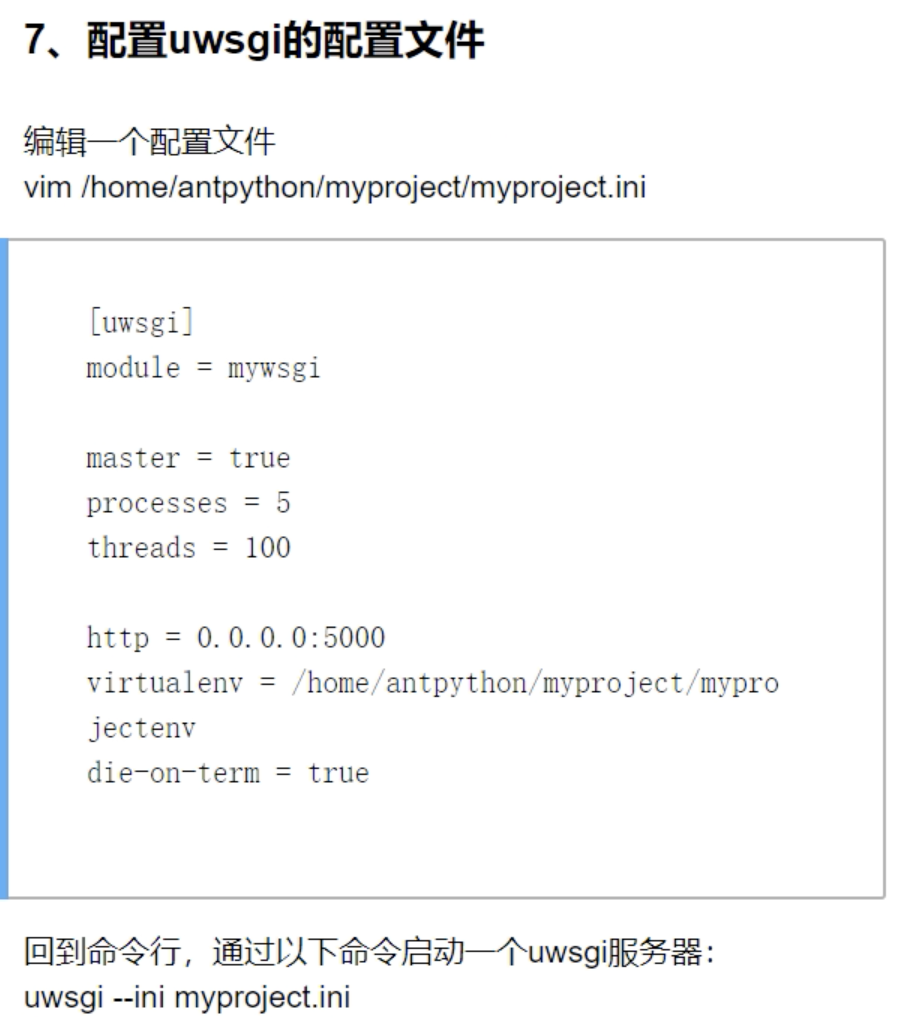 7、配置uwsgi的配置文件
编辑一个配置文件
vim /home/antpython/myproject/myproject.ini
[uwsgi]
module = mywsgi
master = true
processes = 5
threads = 100
http = 0.0.0.0:5000
virtualenv = /home/antpython/myproject/mypro
jectenv
die-on-term = true
回到命令行，通过以下命令启动一个uwsgi服务器：
uwsgi --ini myproject.ini